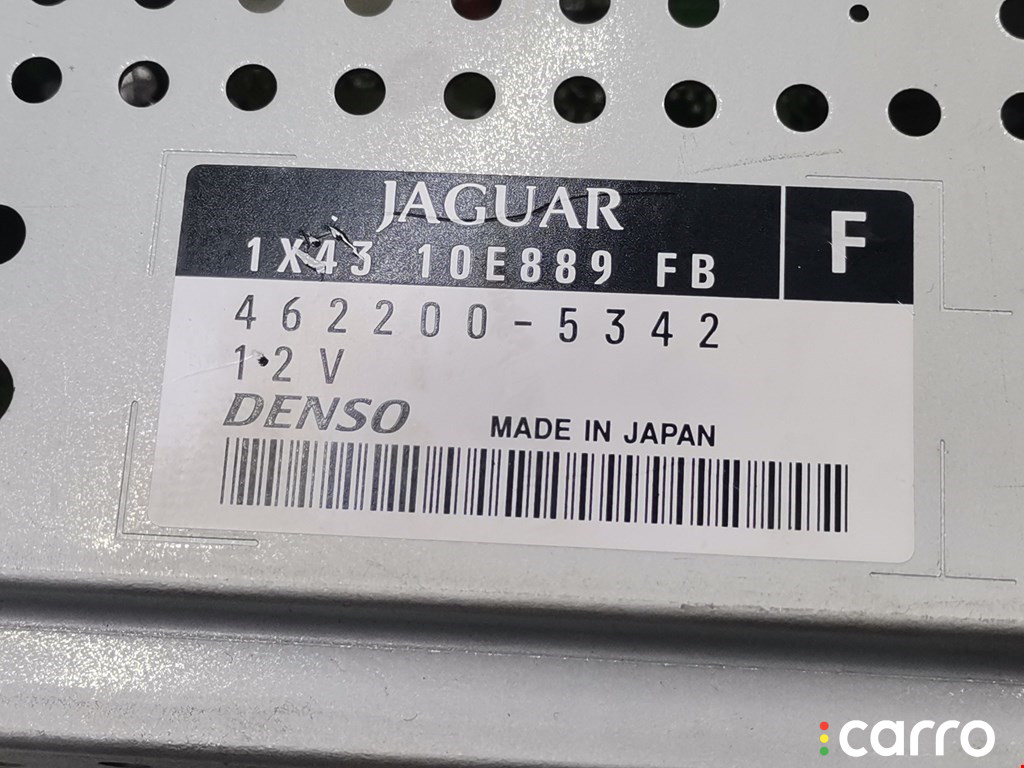 JAGUAR
F
1X43 10E889 FB
462200-5342
12V
DENSO
MADE IN JAPAN
carro